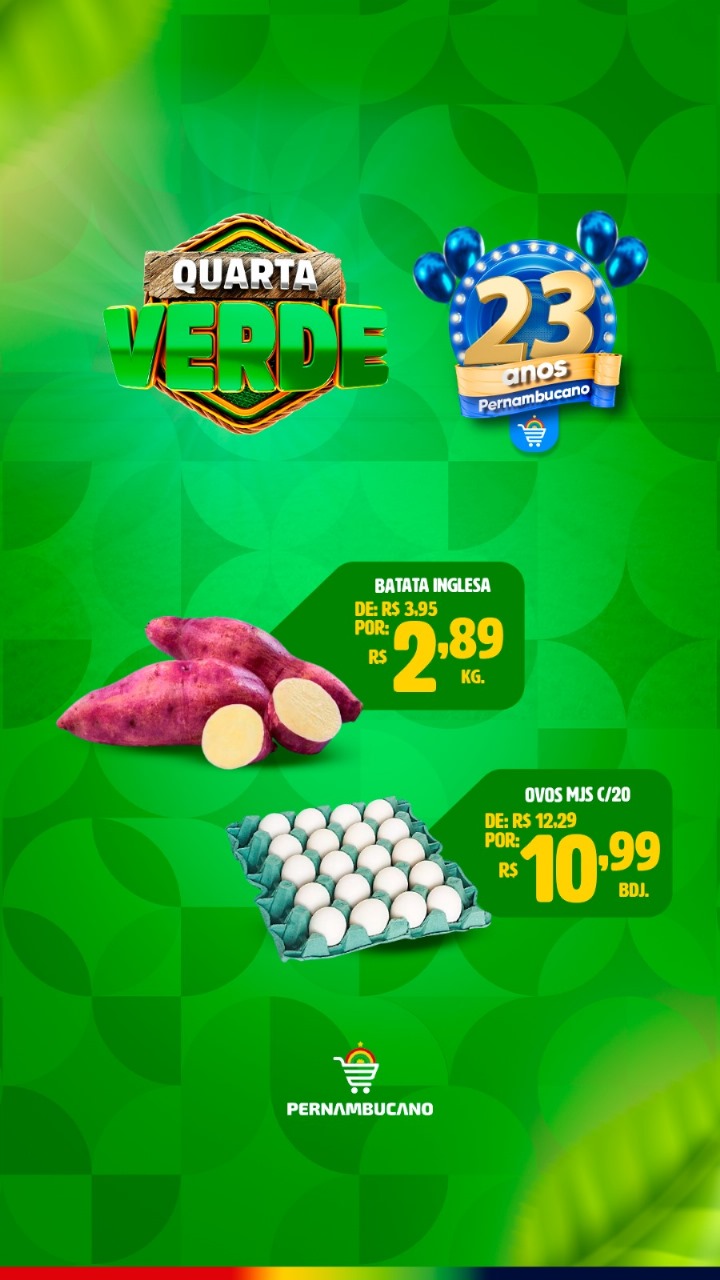 QUARTA
VERDE
23
anos
Pernambucano
BATATA INGLESA
DE: R$ 3,95
POR:
R$ 2,89
KG.
OVOS MJS C/20
DE: R$ 12,29
POR:
R$ 10,99
BDJ.
PERNAMBUCANO